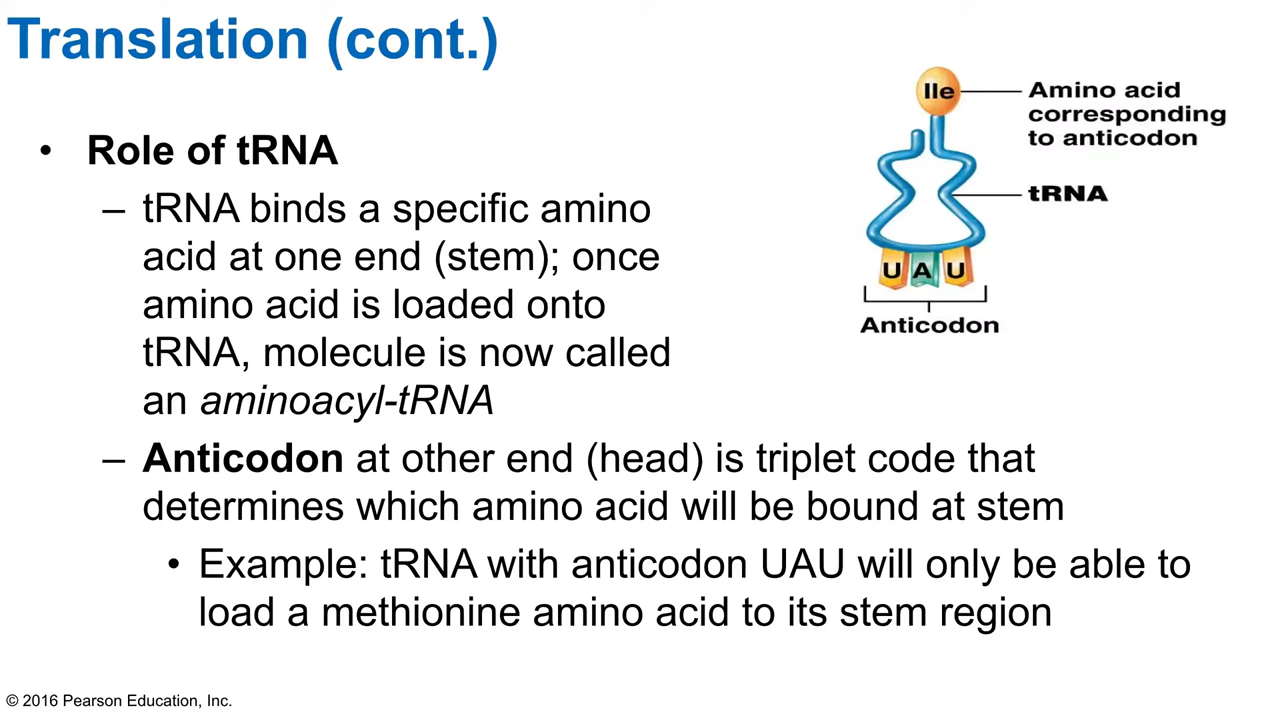 Translation (cont.)
• Role of tRNA
– tRNA binds a specific amino
acid at one end (stem); once
amino acid is loaded onto
tRNA, molecule is now called
an aminoacyl-tRNA
– Anticodon at other end (head) is triplet code that
determines which amino acid will be bound at stem
• Example: tRNA with anticodon UAU will only be able to
load a methionine amino acid to its stem region
Ile
Amino acid
corresponding
to anticodon
tRNA
U A U
Anticodon
© 2016 Pearson Education, Inc.